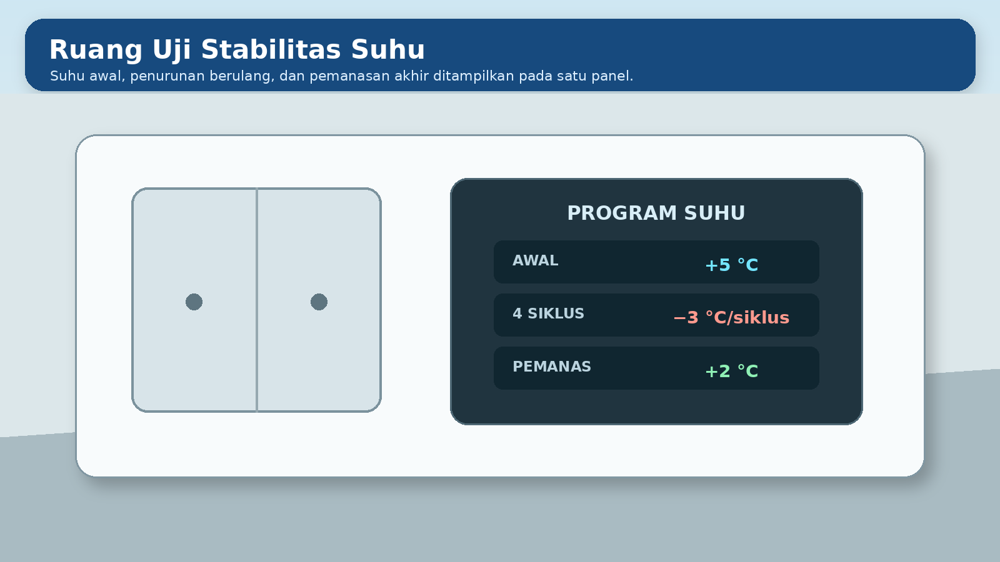 Ruang Uji Stabilitas Suhu
Suhu awal, penurunan berulang, dan pemanasan akhir ditampilkan pada satu panel.
PROGRAM SUHU
AWAL +5 °C
4 SIKLUS −3 °C/siklus
PEMANAS +2 °C